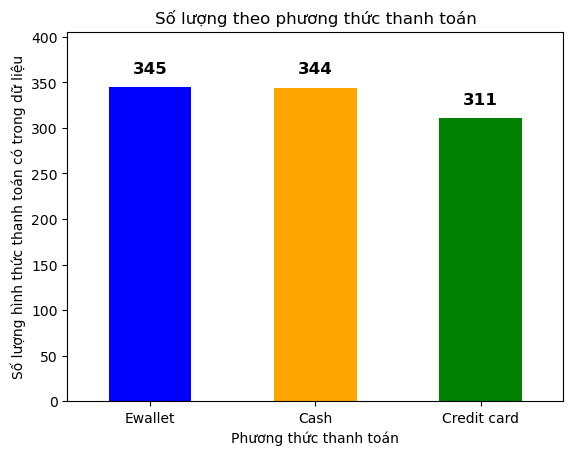 Số lượng theo phương thức thanh toán
Số lượng hình thức thanh toán có trong dữ liệu
400
350
300
250
200
150
100
50
0
345
344
311
Ewallet
Cash
Credit card
Phương thức thanh toán